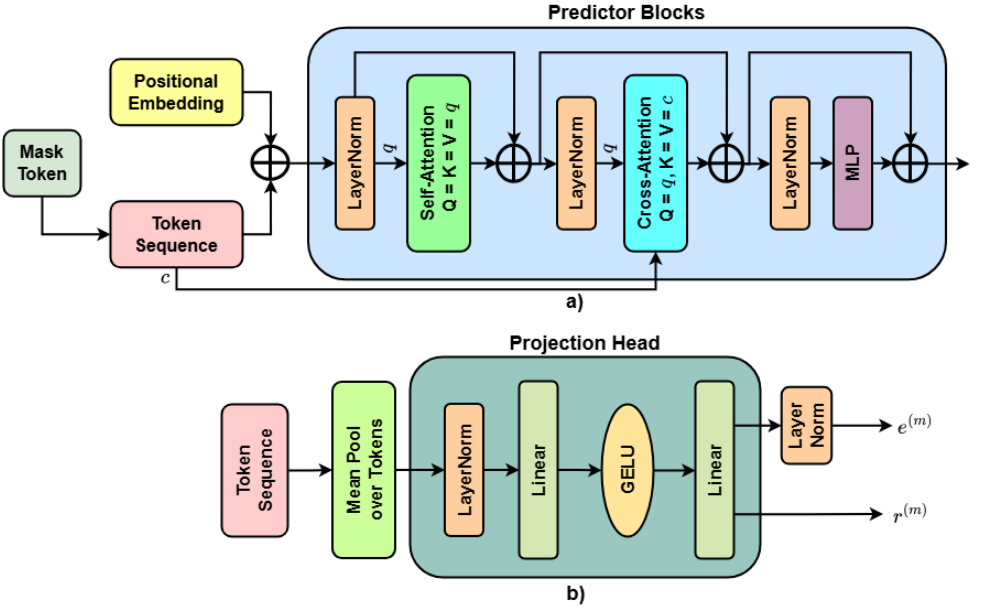 Predictor Blocks
Positional
Embedding
Mask
Token
Token
Sequence
c
LayerNorm
q
Self-Attention
Q = K = V = q
LayerNorm
q
Cross-Attention
Q = q, K = V = c
LayerNorm
MLP
a)
Projection Head
Token
Sequence
Mean Pool
over Tokens
LayerNorm
Linear
GELU
Linear
Layer
Norm
e^{(m)}
r^{(m)}
b)